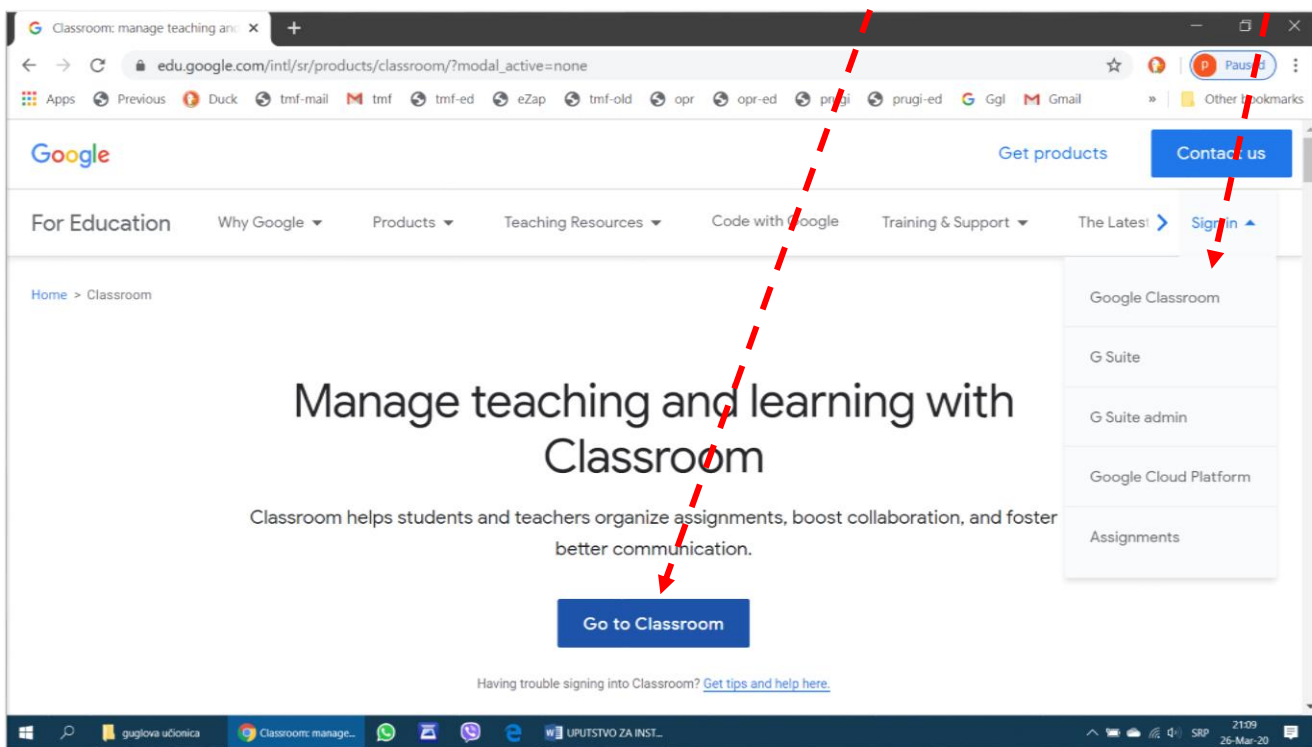 Classroom: manage teaching and
edu.google.com/intl/sr/products/classroom/?modal_active=none
Paused
Apps Previous Duck tmf-mail tmf tmf-ed eZap tmf-old opr opr-ed prugi prugi-ed Ggl Gmail » Other bookmarks
Google Get products Contact us
For Education Why Google Products Teaching Resources Code with Google Training & Support The Latest Sign in
Home > Classroom
Google Classroom
G Suite
G Suite admin
Google Cloud Platform
Assignments
Manage teaching and learning with
Classroom
Classroom helps students and teachers organize assignments, boost collaboration, and foster
better communication.
Go to Classroom
Having trouble signing into Classroom? Get tips and help here.
guglova učionica Classroom: manage... UPUTSTVO ZA INST... SRP 21:09
26-Mar-20